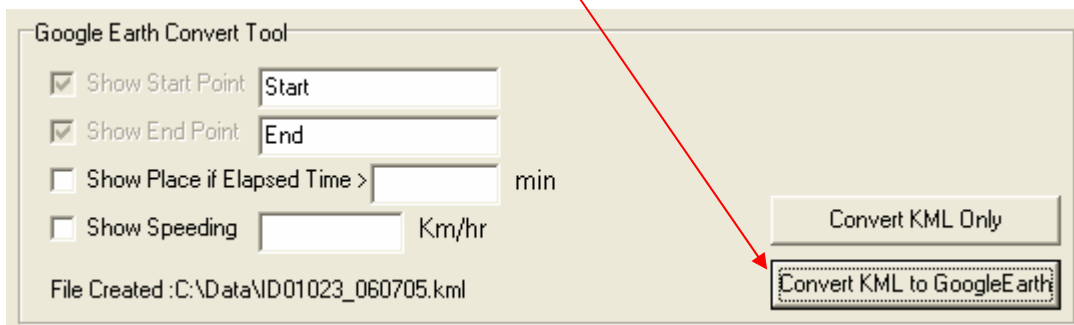 Google Earth Convert Tool
Show Start Point Start
Show End Point End
Show Place if Elapsed Time > min
Show Speeding Km/hr
Convert KML Only
File Created :C:\Data\ID01023_060705.kml
Convert KML to GoogleEarth